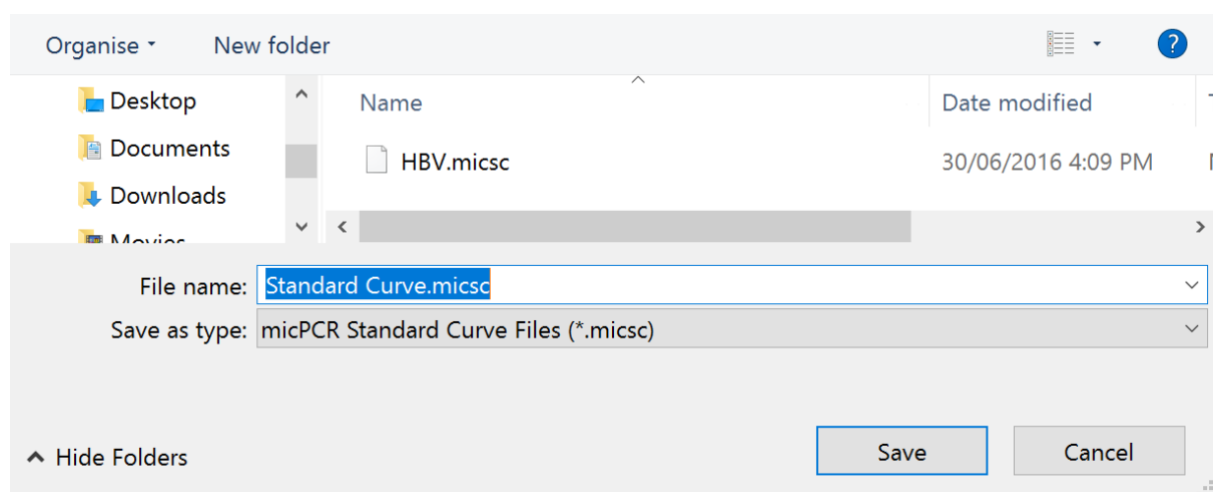 Organise New folder ?
Desktop
Documents
Downloads
Movies
Name Date modified
HBV.micsc 30/06/2016 4:09 PM
File name: Standard Curve.micsc
Save as type: micPCR Standard Curve Files (*.micsc)
Hide Folders Save Cancel